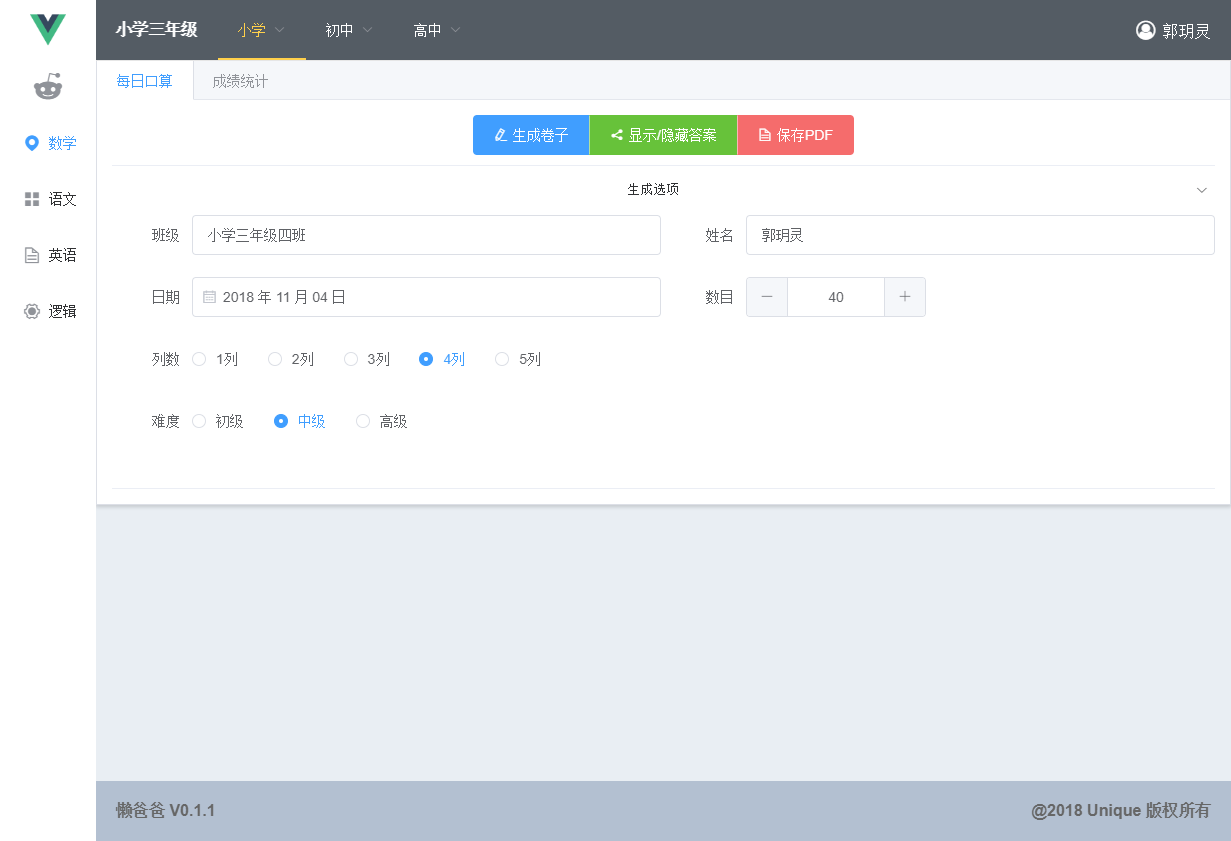 小学三年级 小学 初中 高中 郭玥灵
每日口算 成绩统计
数学
语文
英语
逻辑
生成卷子 显示/隐藏答案 保存PDF
生成选项
班级 小学三年级四班 姓名 郭玥灵
日期 2018 年 11 月 04 日 数目 40
列数 1列 2列 3列 4列 5列
难度 初级 中级 高级
懒爸爸 V0.1.1 @2018 Unique 版权所有